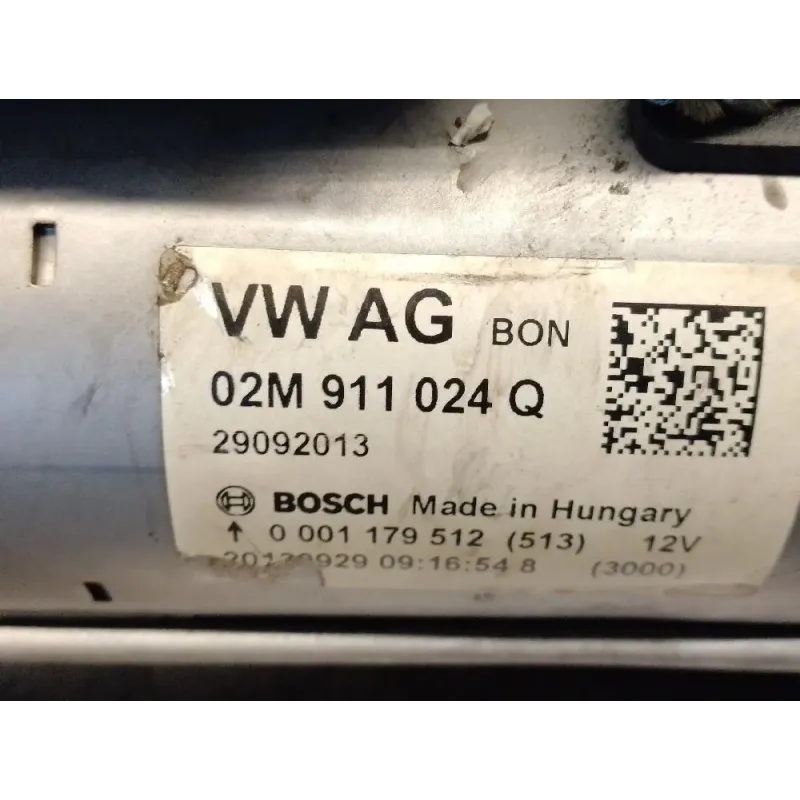 VW AG BON
02M 911 024 Q
29092013
BOSCH Made in Hungary
↑ 0 001 179 512 (513) 12V
20130929 09:16:54 8 (3000)